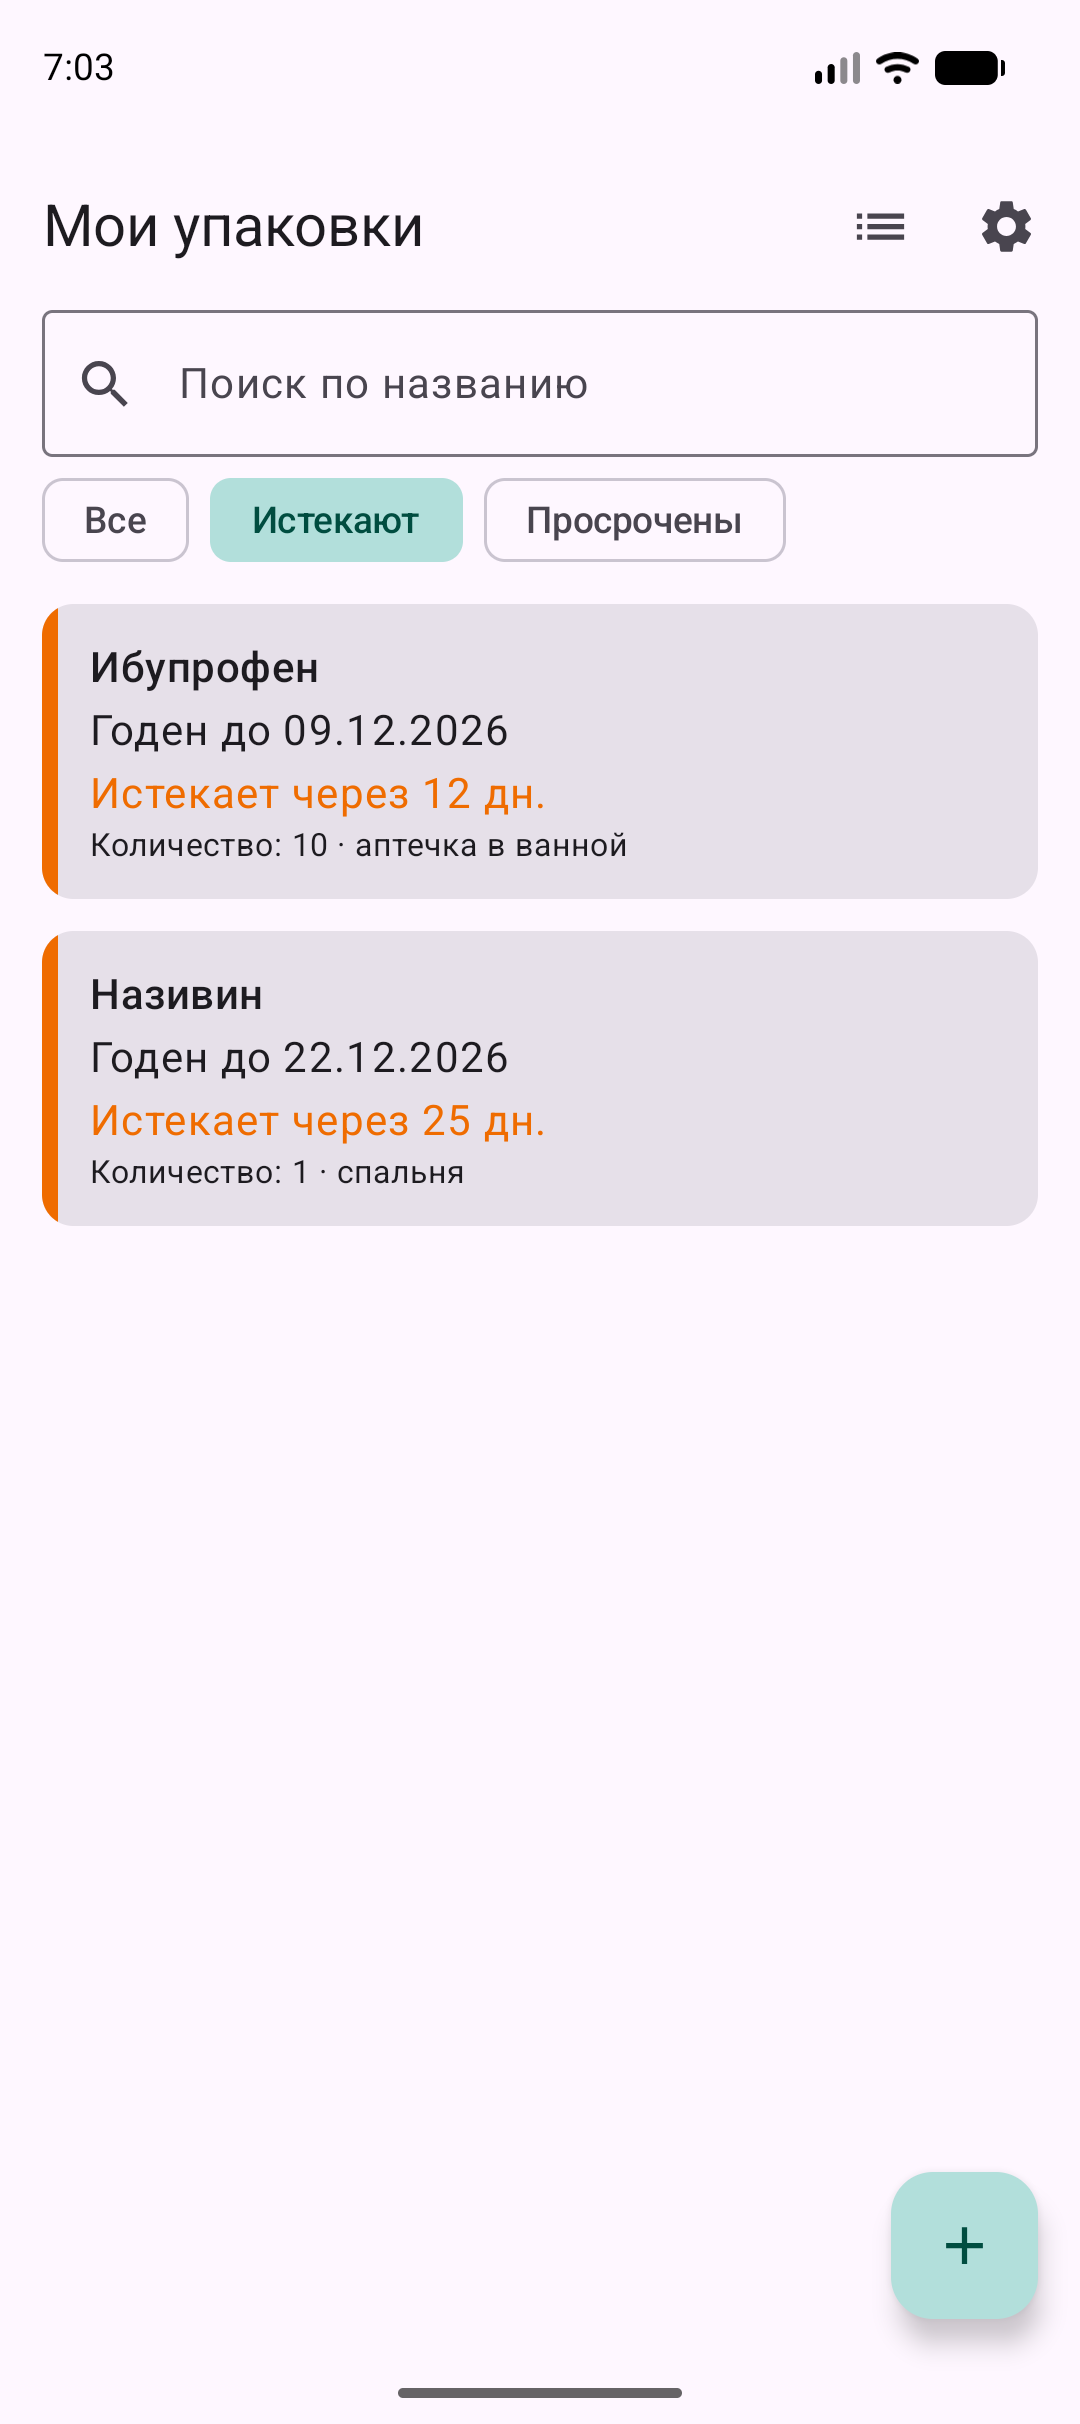 7:03
Мои упаковки
Поиск по названию
Все
Истекают
Просрочены
Ибупрофен
Годен до 09.12.2026
Истекает через 12 дн.
Количество: 10 · аптечка в ванной
Називин
Годен до 22.12.2026
Истекает через 25 дн.
Количество: 1 · спальня